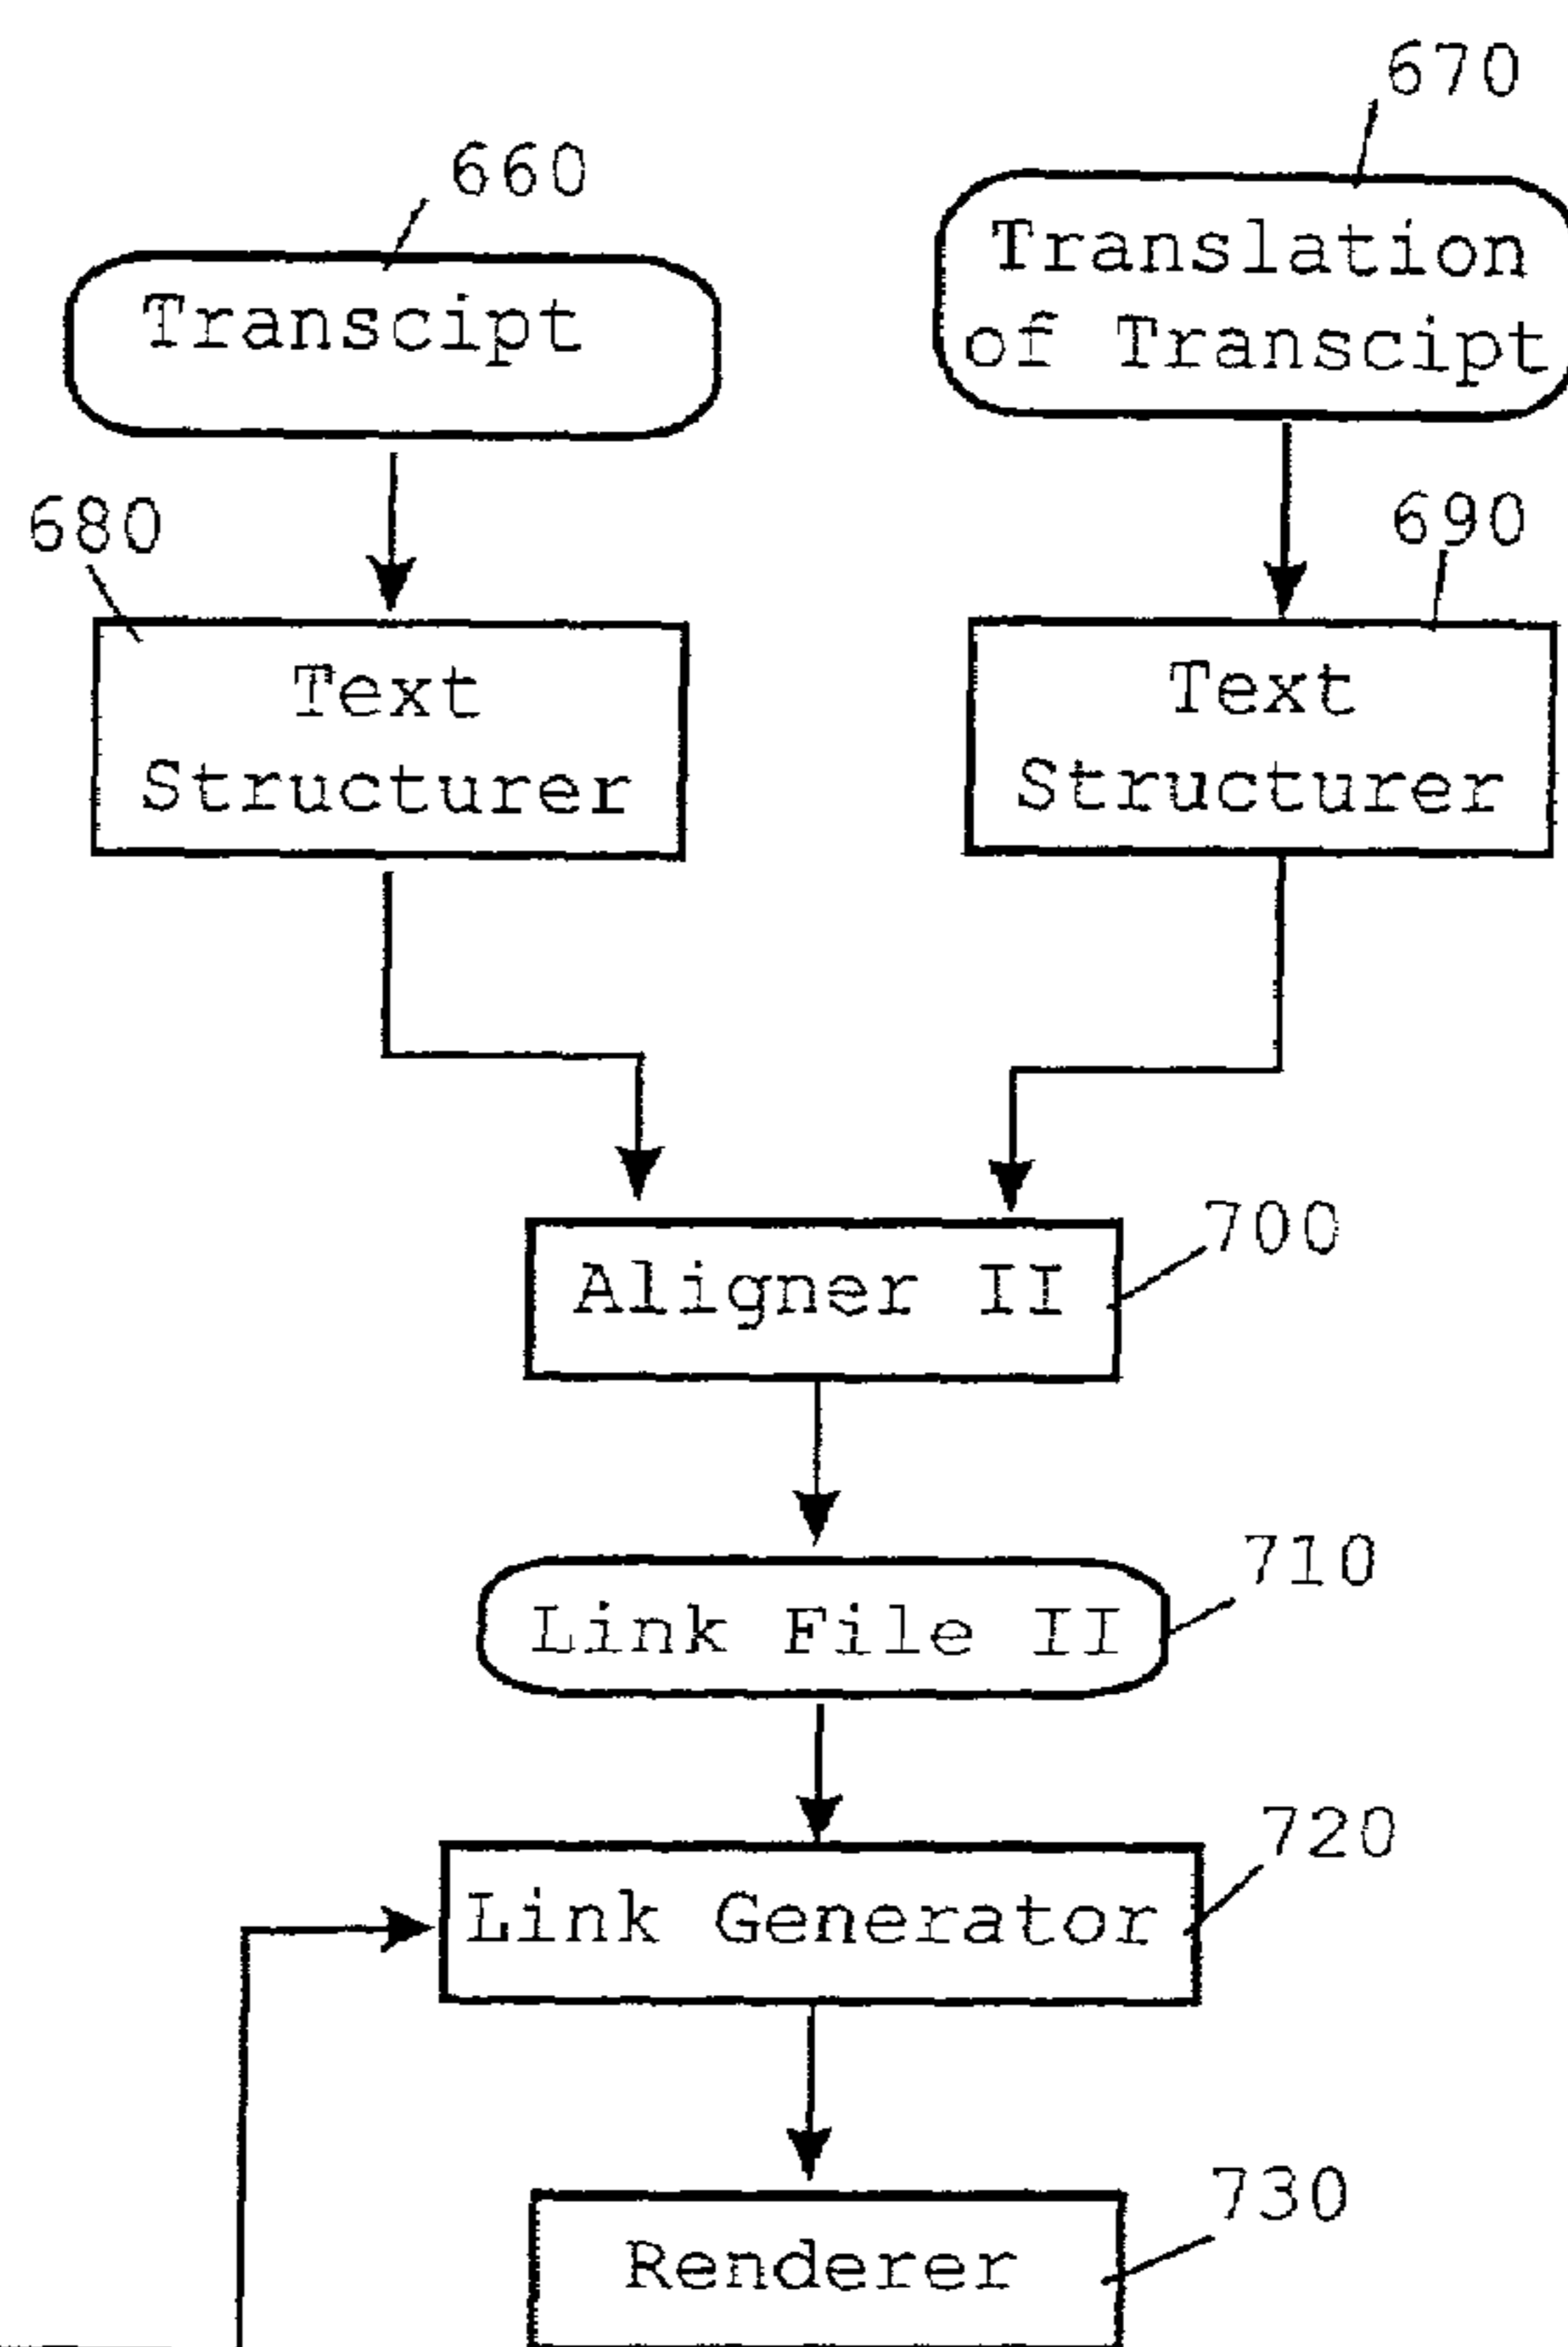 670
660
Translation
of Transcipt
Transcipt
680
690
Text
Structurer
Text
Structurer
700
Aligner II
710
Link File II
720
Link Generator
730
Renderer